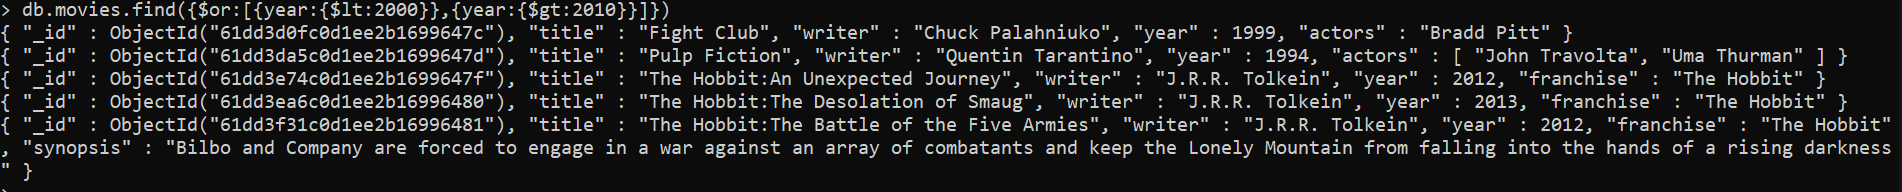 > db.movies.find({$or:[{year:{$lt:2000}},{year:{$gt:2010}}]})
{ "_id" : ObjectId("61dd3d0fc0d1ee2b1699647c"), "title" : "Fight Club", "writer" : "Chuck Palahniuko", "year" : 1999, "actors" : "Bradd Pitt" }
{ "_id" : ObjectId("61dd3da5c0d1ee2b1699647d"), "title" : "Pulp Fiction", "writer" : "Quentin Tarantino", "year" : 1994, "actors" : [ "John Travolta", "Uma Thurman" ] }
{ "_id" : ObjectId("61dd3e74c0d1ee2b1699647f"), "title" : "The Hobbit:An Unexpected Journey", "writer" : "J.R.R. Tolkein", "year" : 2012, "franchise" : "The Hobbit" }
{ "_id" : ObjectId("61dd3ea6c0d1ee2b16996480"), "title" : "The Hobbit:The Desolation of Smaug", "writer" : "J.R.R. Tolkein", "year" : 2013, "franchise" : "The Hobbit" }
{ "_id" : ObjectId("61dd3f31c0d1ee2b16996481"), "title" : "The Hobbit:The Battle of the Five Armies", "writer" : "J.R.R. Tolkein", "year" : 2012, "franchise" : "The Hobbit"
, "synopsis" : "Bilbo and Company are forced to engage in a war against an array of combatants and keep the Lonely Mountain from falling into the hands of a rising darkness
" }